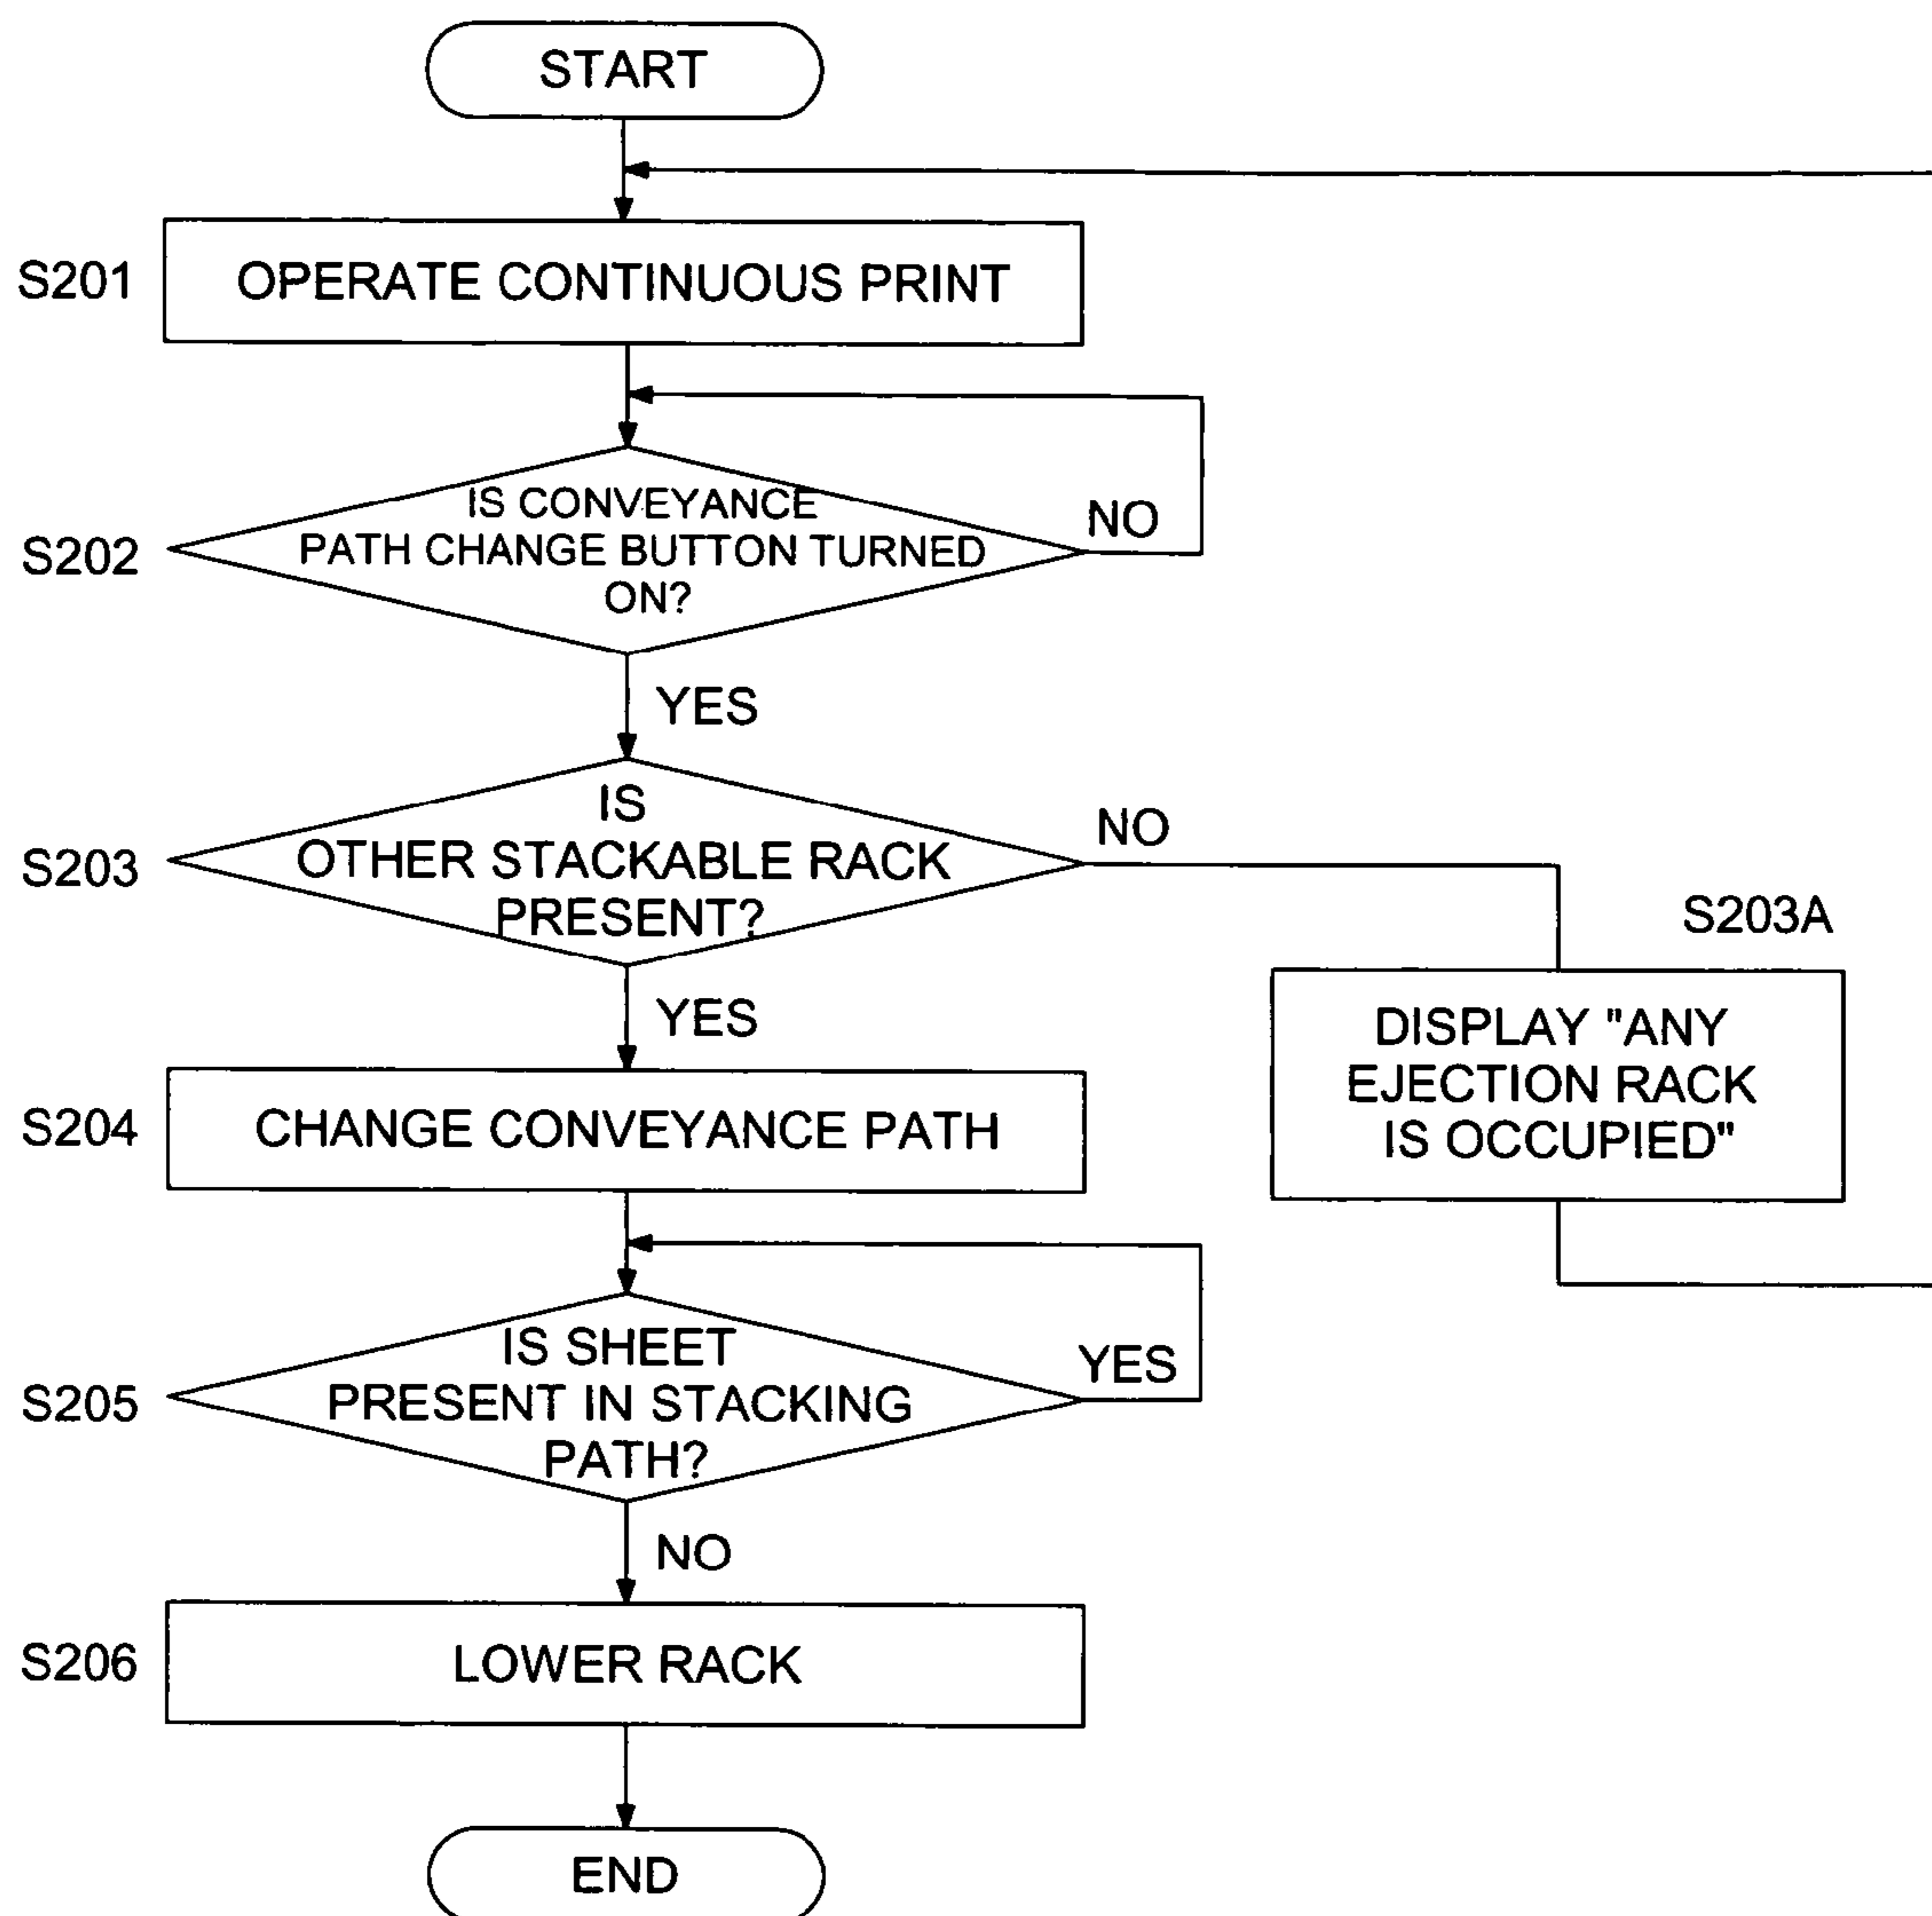 START
S201
OPERATE CONTINUOUS PRINT
S202
IS CONVEYANCE
PATH CHANGE BUTTON TURNED
ON?
NO
YES
S203
IS
OTHER STACKABLE RACK
PRESENT?
NO
S203A
DISPLAY "ANY
EJECTION RACK
IS OCCUPIED"
YES
S204
CHANGE CONVEYANCE PATH
S205
IS SHEET
PRESENT IN STACKING
PATH?
YES
NO
S206
LOWER RACK
END